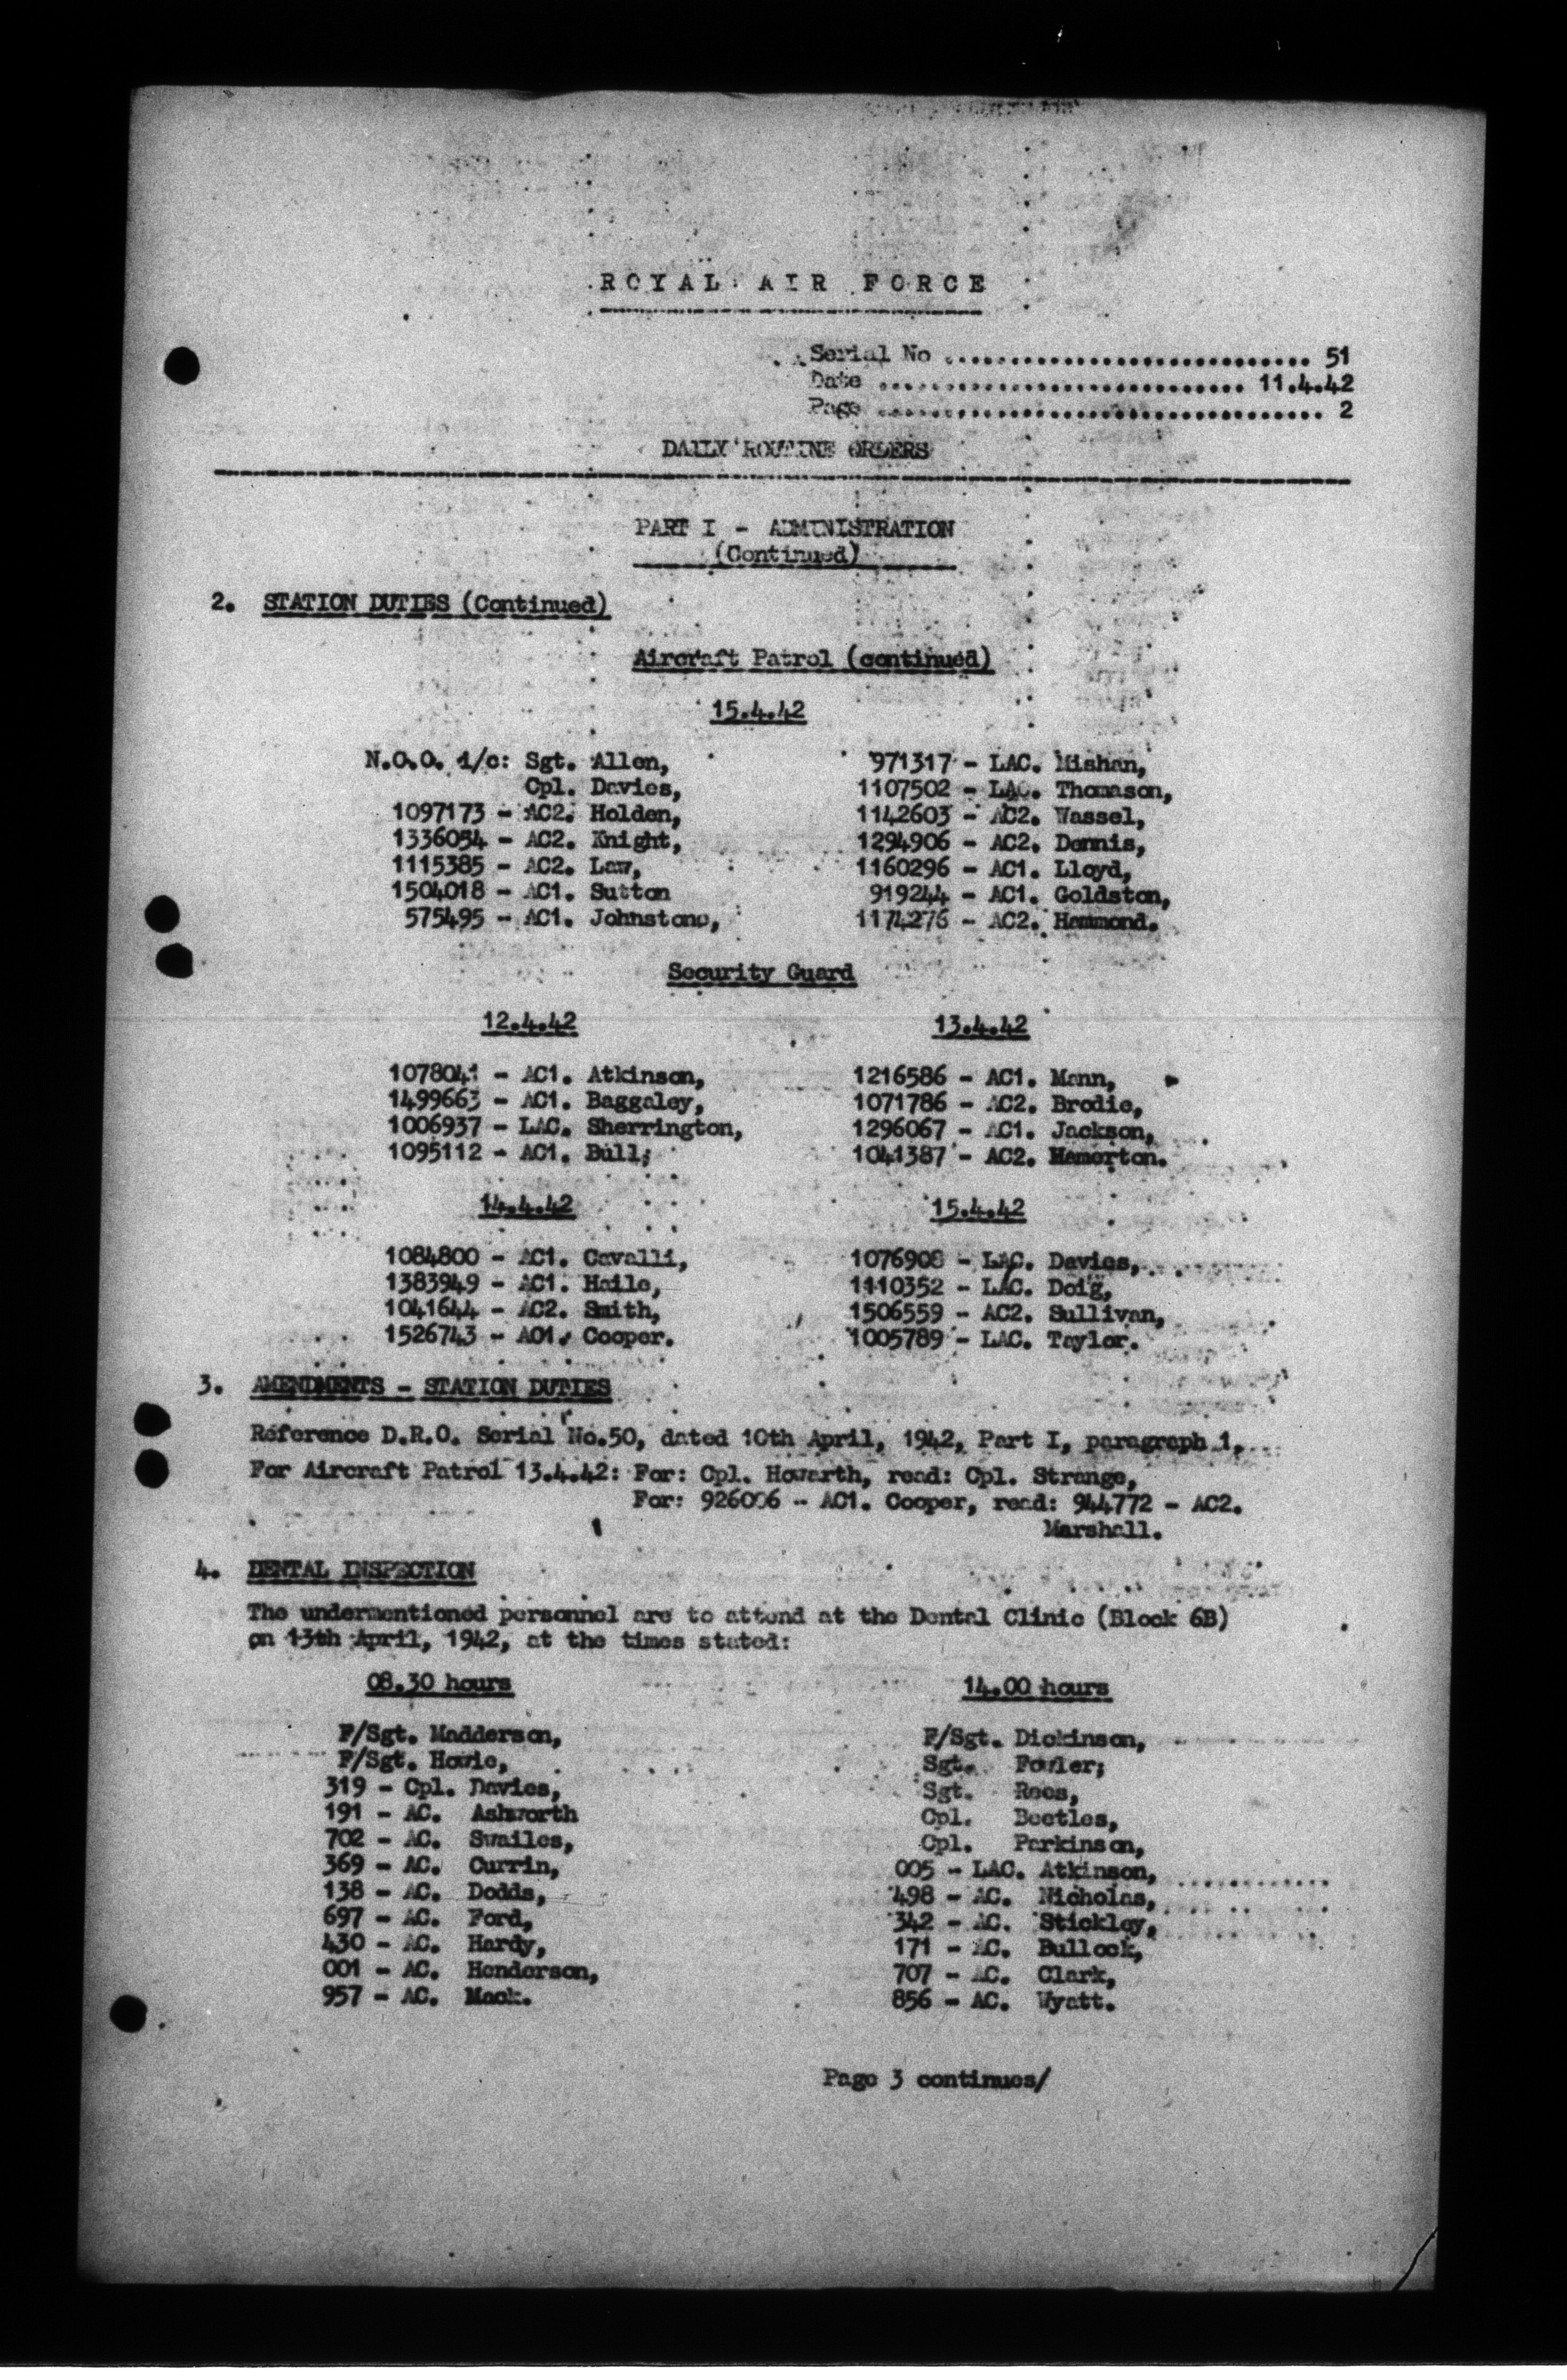 ROYAL AIR FORCE
Serial No .............................. 51
Date .............................. 11.4.42
Page .................................... 2
DAILY ROUTINE ORDERS
PART I - ADMINISTRATION
(Continued)
2. STATION DUTIES (Continued)
Aircraft Patrol (continued)
15.4.42
N.C.O. i/c: Sgt. Allen, 971317 - LAC. Mishan,
Cpl. Davies, 1107502 - LAC. Thomason,
1097173 - AC2. Holden, 1142603 - AC2. Wassel,
1336054 - AC2. Knight, 1294906 - AC2. Dennis,
1115385 - AC2. Law, 1160296 - AC1. Lloyd,
1504018 - AC1. Sutton 919244 - AC1. Goldston,
575495 - AC1. Johnstone, 1174276 - AC2. Hammond.
Security Guard
12.4.42 13.4.42
1078041 - AC1. Atkinson, 1216586 - AC1. Mann,
1499663 - AC1. Baggaley, 1071786 - AC2. Brodie,
1006937 - LAC. Sherrington, 1296067 - AC1. Jackson,
1095112 - AC1. Bull, 1041387 - AC2. Hamerton.
14.4.42 15.4.42
1084800 - AC1. Cavalli, 1076908 - LAC. Davies,
1383949 - AC1. Haile, 1110352 - LAC. Doig,
1041644 - AC2. Smith, 1506559 - AC2. Sullivan,
1526743 - AC1. Cooper. 1005789 - LAC. Taylor.
3. AMENDMENTS - STATION DUTIES
Reference D.R.O. Serial No.50, dated 10th April, 1942, Part I, paragraph 1,
For Aircraft Patrol 13.4.42: For: Cpl. Howarth, read: Cpl. Strange,
For: 926006 - AC1. Cooper, read: 944772 - AC2.
Marshall.
4. DENTAL INSPECTION
The undermentioned personnel are to attend at the Dental Clinic (Block 6B)
on 13th April, 1942, at the times stated:
08.30 hours 14.00 hours
F/Sgt. Madderson, F/Sgt. Dickinson,
F/Sgt. Howie, Sgt. Fowler,
319 - Cpl. Davies, Sgt. Rees,
191 - AC. Ashworth Cpl. Beetles,
702 - AC. Swailes, Cpl. Parkinson,
369 - AC. Currin, 005 - LAC. Atkinson,
138 - AC. Dodds, 498 - AC. Nicholas,
697 - AC. Ford, 342 - AC. Stickley,
430 - AC. Hardy, 171 - AC. Bullock,
001 - AC. Henderson, 707 - AC. Clark,
957 - AC. Mack. 856 - AC. Wyatt.
Page 3 continues/